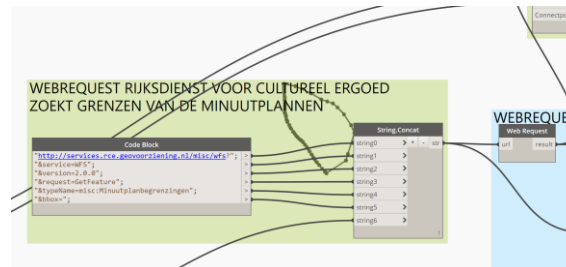 Connectpo
WEBREQUEST RIJKSDIENST VOOR CULTUREEL ERGOED
ZOEKT GRENZEN VAN DE MINUUTPLANNEN
WEBREQUE
Code Block
"http://services.rce.geovoorziening.nl/misc/wfs?"; >
"&service=WFS"; >
"&version=2.0.0"; >
"&request=GetFeature"; >
"&typeName=misc:Minuutplanbegrenzingen"; >
"&bbox="; >
String.Concat
string0 > + - str
string1 >
string2 >
string3 >
string4 >
string5 >
string6 >
Web Request
url > result